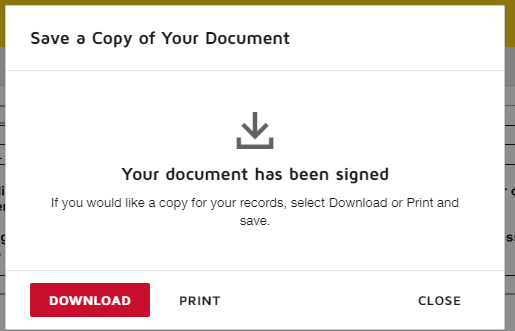 Save a Copy of Your Document
Your document has been signed
If you would like a copy for your records, select Download or Print and
save.
DOWNLOAD
PRINT
CLOSE